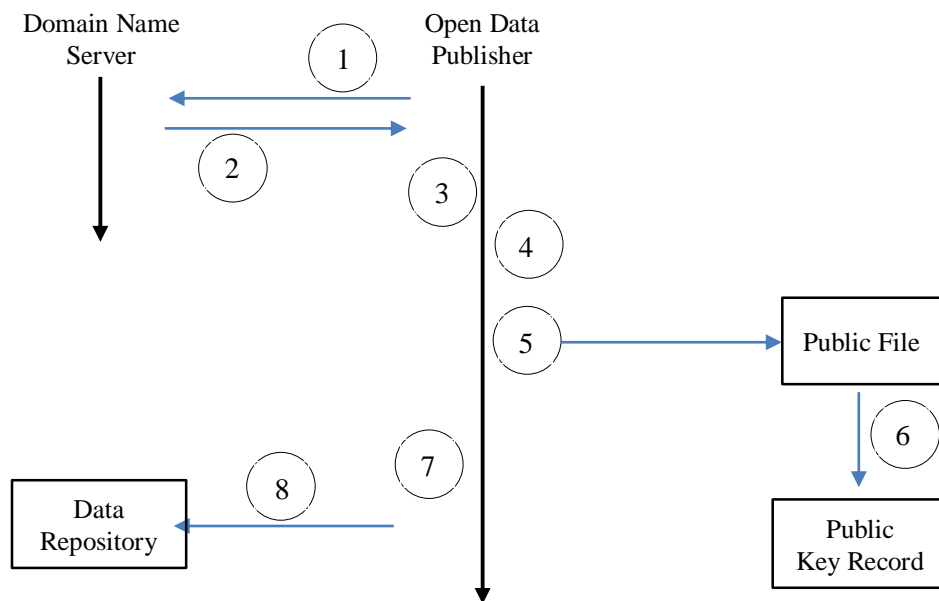 Domain Name
Server
Open Data
Publisher
1
2
3
4
5
Public File
6
7
8
Data
Repository
Public
Key Record